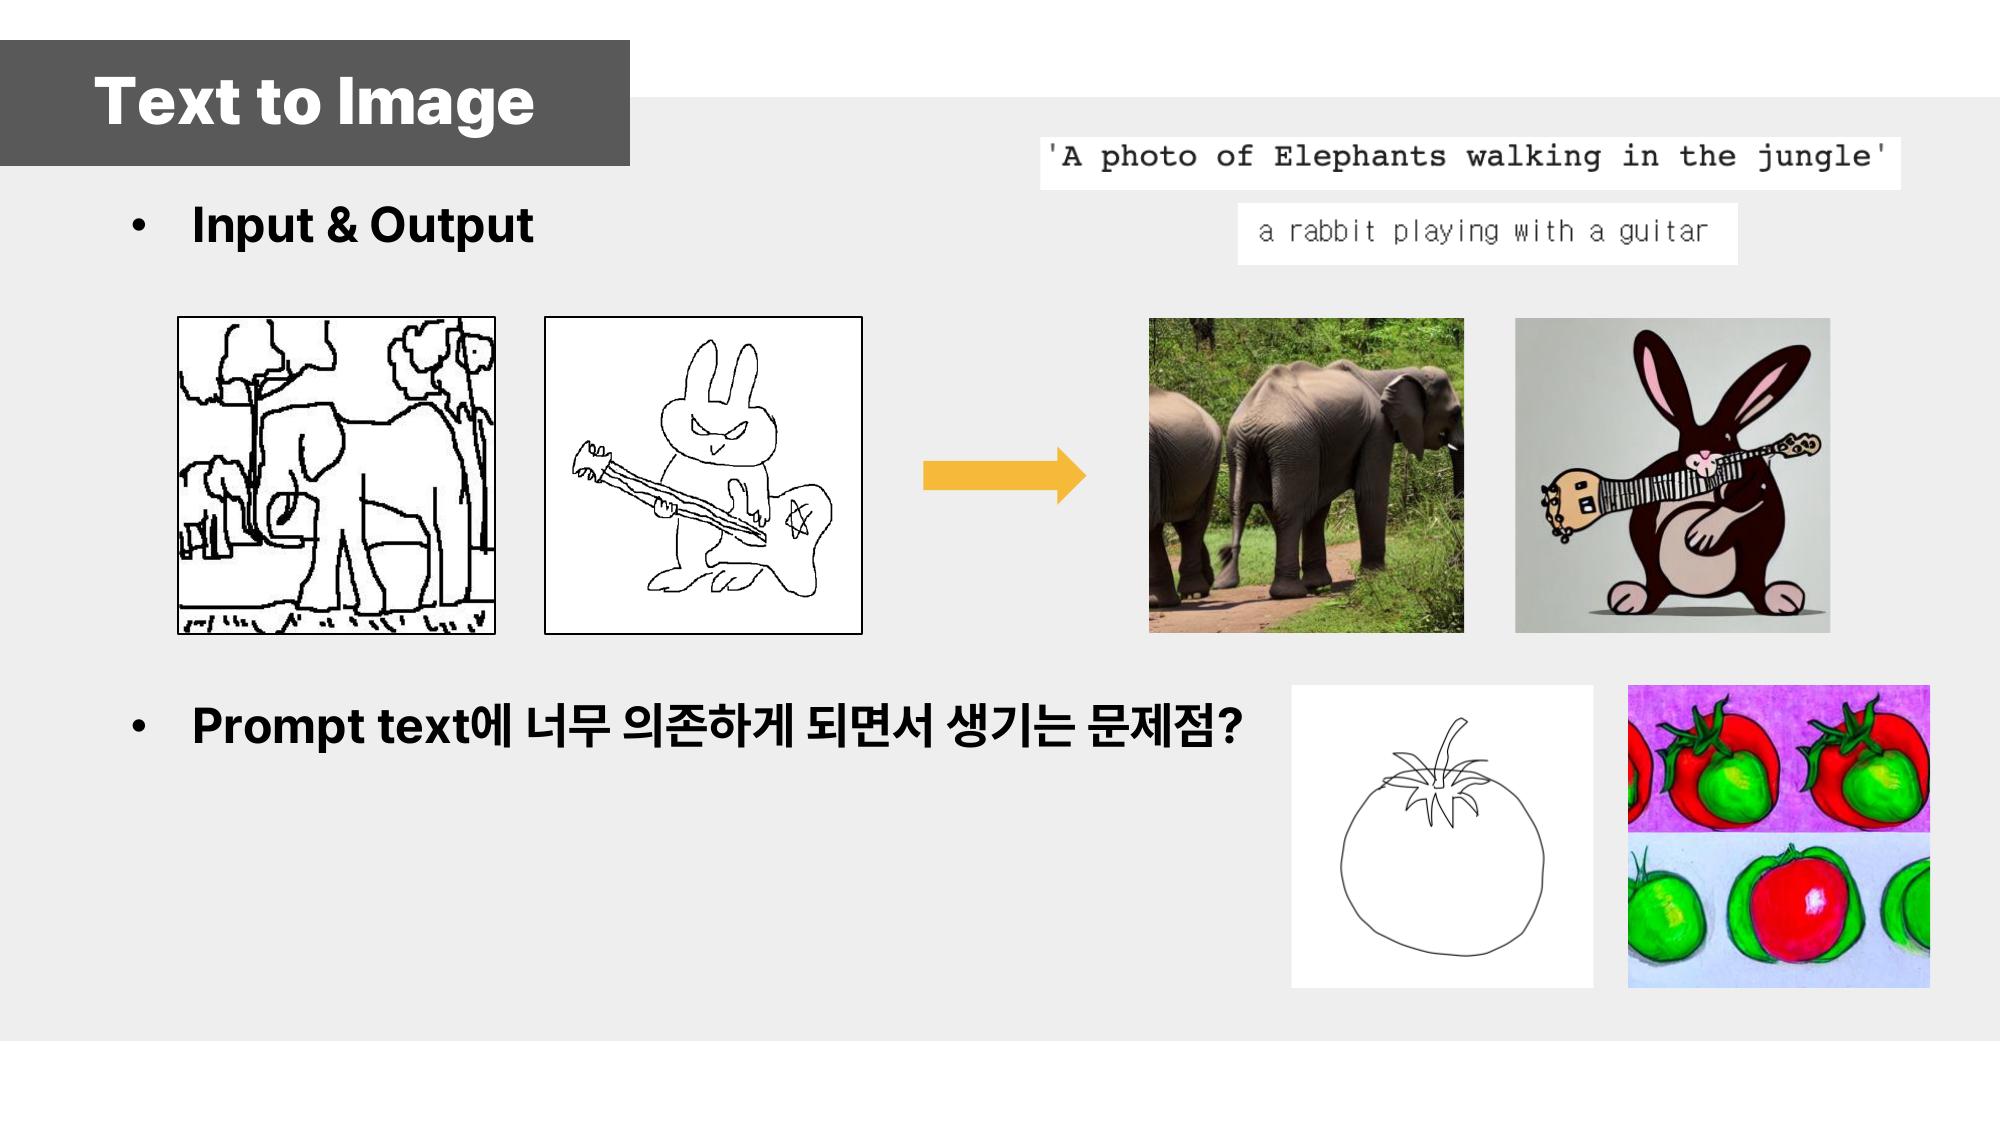 Text to Image
'A photo of Elephants walking in the jungle'
a rabbit playing with a guitar
• Input & Output
• Prompt text에 너무 의존하게 되면서 생기는 문제점?